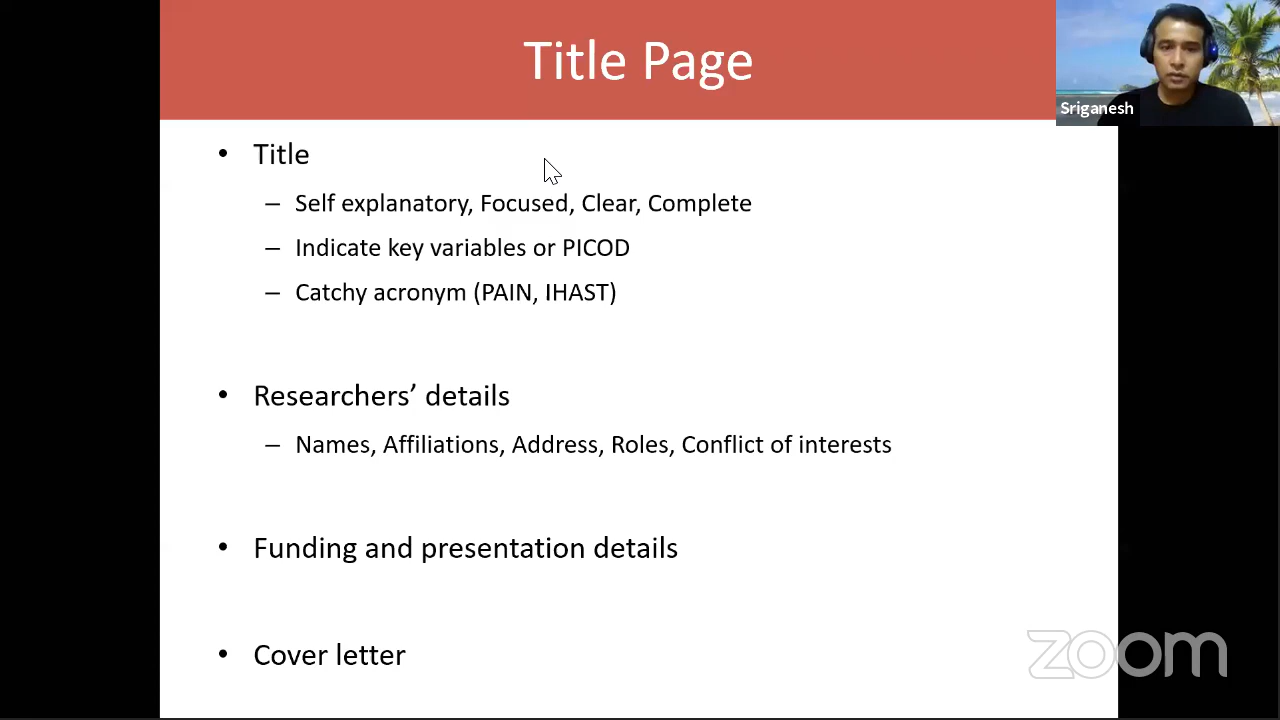 Title Page
Sriganesh
• Title
– Self explanatory, Focused, Clear, Complete
– Indicate key variables or PICOD
– Catchy acronym (PAIN, IHAST)
• Researchers’ details
– Names, Affiliations, Address, Roles, Conflict of interests
• Funding and presentation details
• Cover letter
zoom